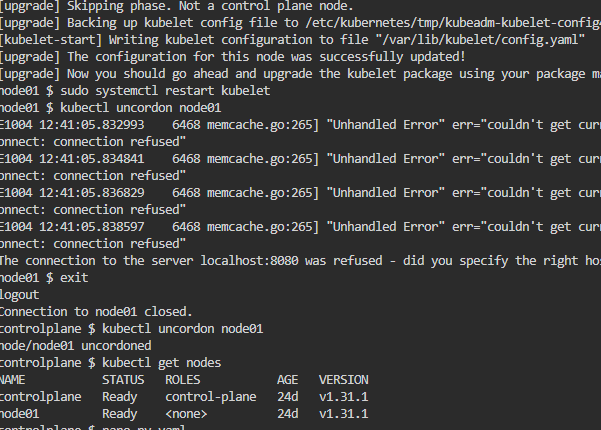 [upgrade] Skipping phase. Not a control plane node.
[upgrade] Backing up kubelet config file to /etc/kubernetes/tmp/kubeadm-kubelet-config
[kubelet-start] Writing kubelet configuration to file "/var/lib/kubelet/config.yaml"
[upgrade] The configuration for this node was successfully updated!
[upgrade] Now you should go ahead and upgrade the kubelet package using your package ma
node01 $ sudo systemctl restart kubelet
node01 $ kubectl uncordon node01
E1004 12:41:05.832993    6468 memcache.go:265] "Unhandled Error" err="couldn't get curr
onnect: connection refused"
E1004 12:41:05.834841    6468 memcache.go:265] "Unhandled Error" err="couldn't get curr
onnect: connection refused"
E1004 12:41:05.836829    6468 memcache.go:265] "Unhandled Error" err="couldn't get curr
onnect: connection refused"
E1004 12:41:05.838597    6468 memcache.go:265] "Unhandled Error" err="couldn't get curr
onnect: connection refused"
The connection to the server localhost:8080 was refused - did you specify the right hos
node01 $ exit
logout
Connection to node01 closed.
controlplane $ kubectl uncordon node01
node/node01 uncordoned
controlplane $ kubectl get nodes
NAME           STATUS   ROLES           AGE   VERSION
controlplane   Ready    control-plane   24d   v1.31.1
node01         Ready    <none>          24d   v1.31.1
controlplane $ nano pv.yaml